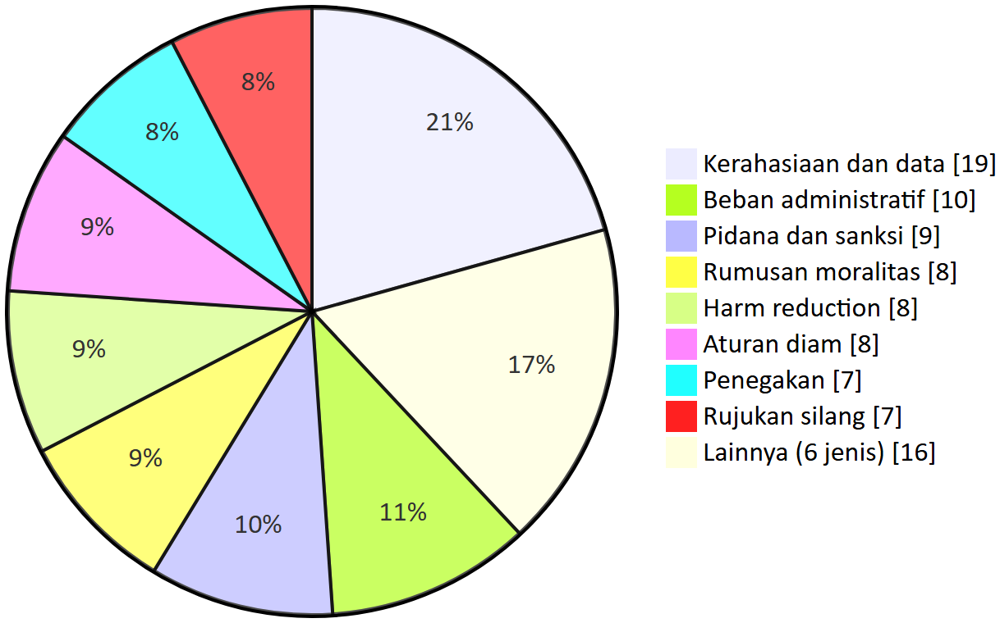 21%
17%
11%
10%
9%
9%
9%
8%
8%
Kerahasiaan dan data [19]
Beban administratif [10]
Pidana dan sanksi [9]
Rumusan moralitas [8]
Harm reduction [8]
Aturan diam [8]
Penegakan [7]
Rujukan silang [7]
Lainnya (6 jenis) [16]